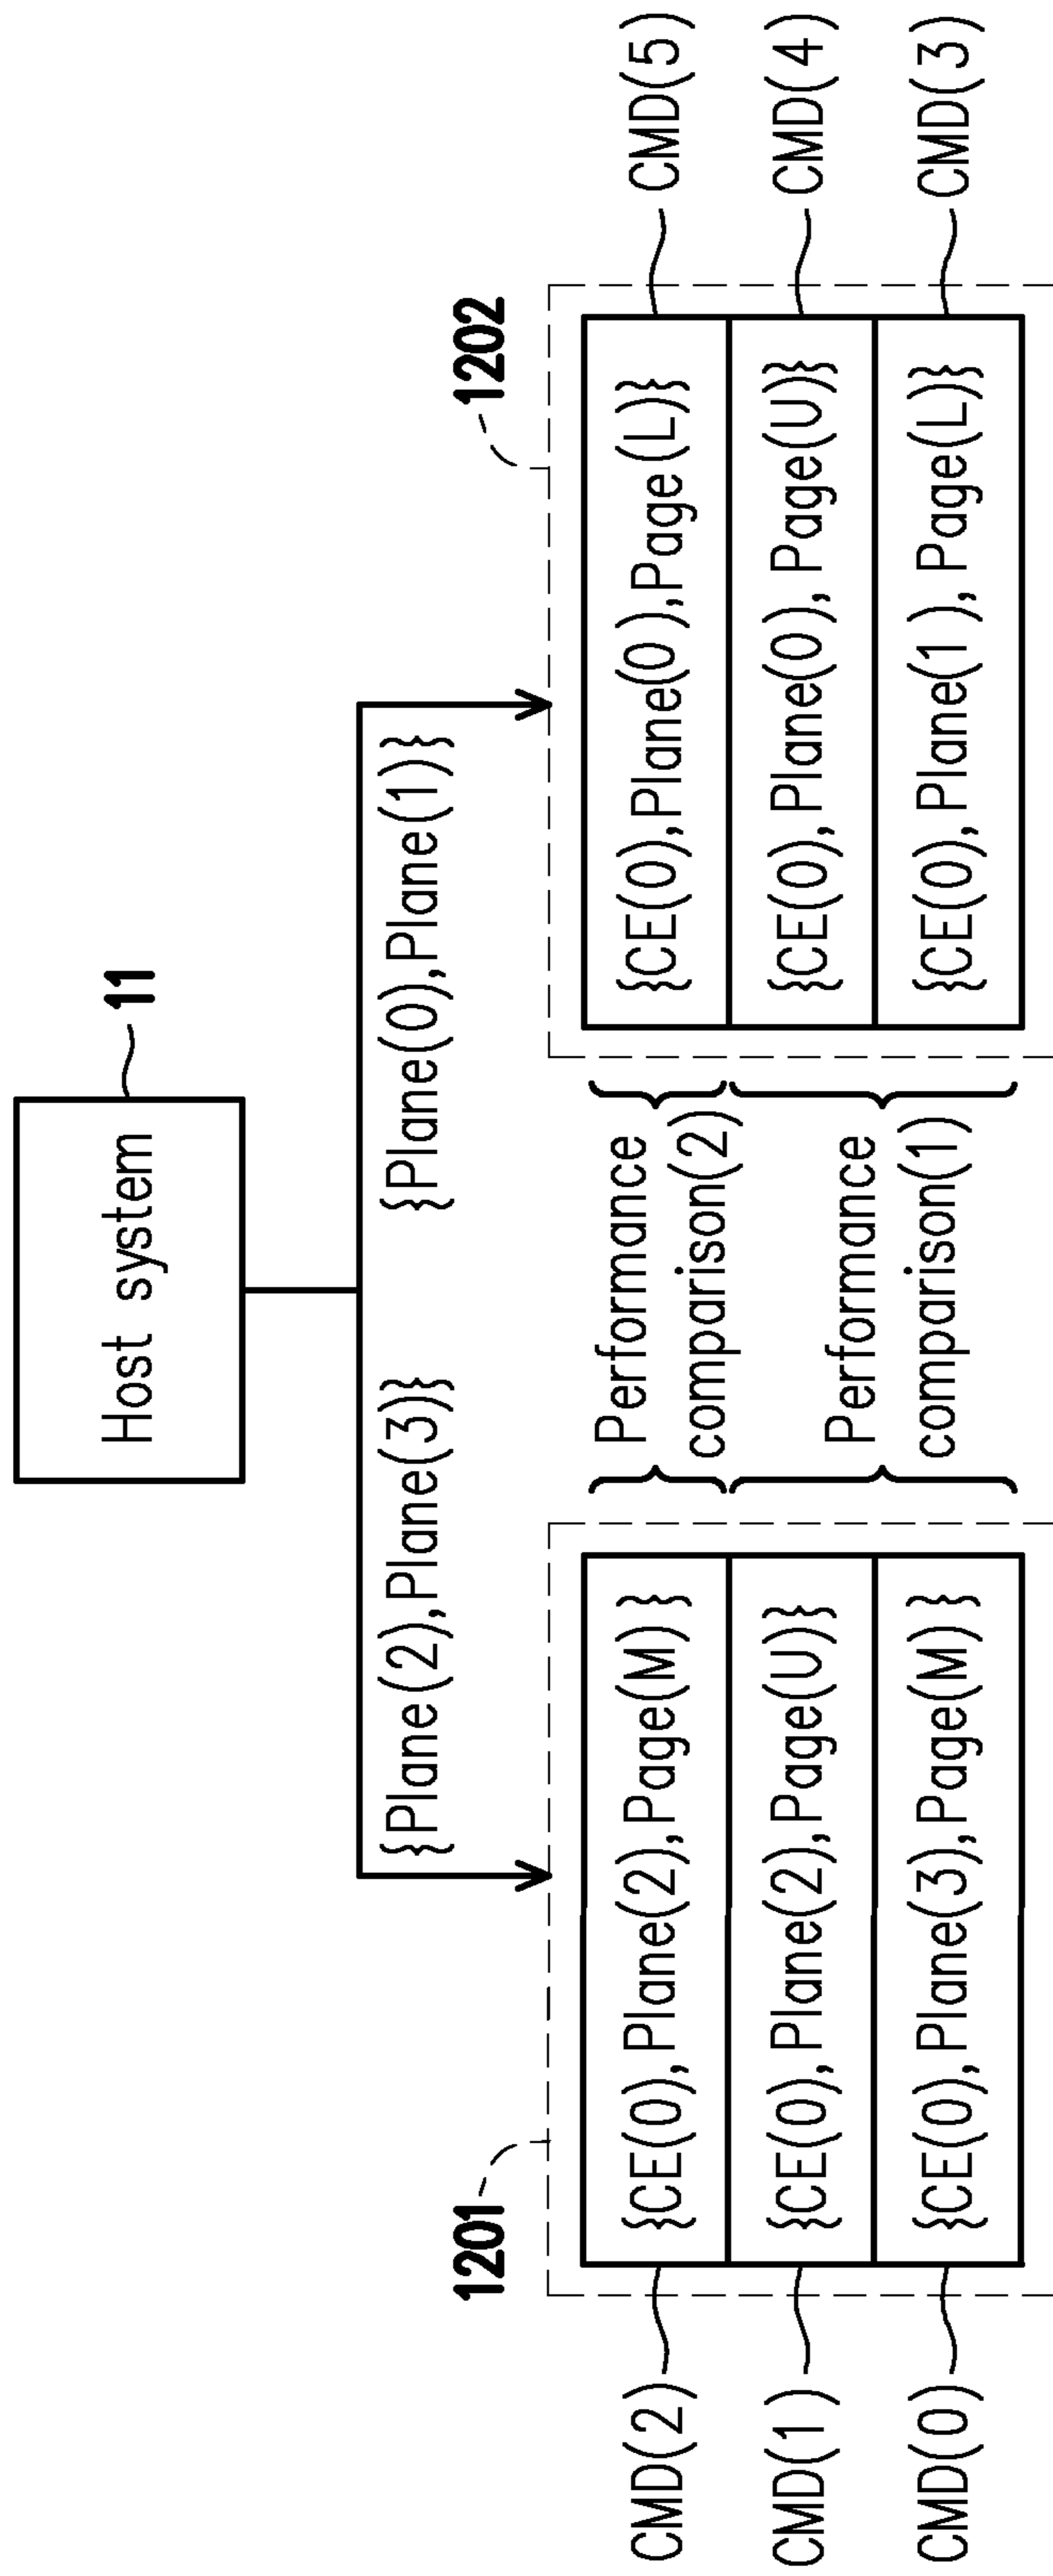 Host system
11
{Plane(2),Plane(3)}
{Plane(0),Plane(1)}
1201
1202
CMD(2)
{CE(0),Plane(2),Page(M)}
Performance
comparison(2)
{CE(0),Plane(0),Page(L)}
CMD(5)
CMD(1)
{CE(0),Plane(2),Page(U)}
{CE(0),Plane(0),Page(U)}
CMD(4)
Performance
comparison(1)
CMD(0)
{CE(0),Plane(3),Page(M)}
{CE(0),Plane(1),Page(L)}
CMD(3)